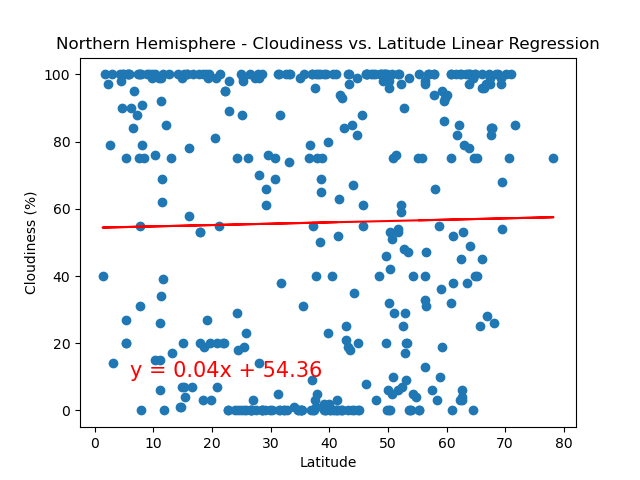 Northern Hemisphere - Cloudiness vs. Latitude Linear Regression
100
80
60
40
20
0
Cloudiness (%)
y = 0.04x + 54.36
0 10 20 30 40 50 60 70 80
Latitude